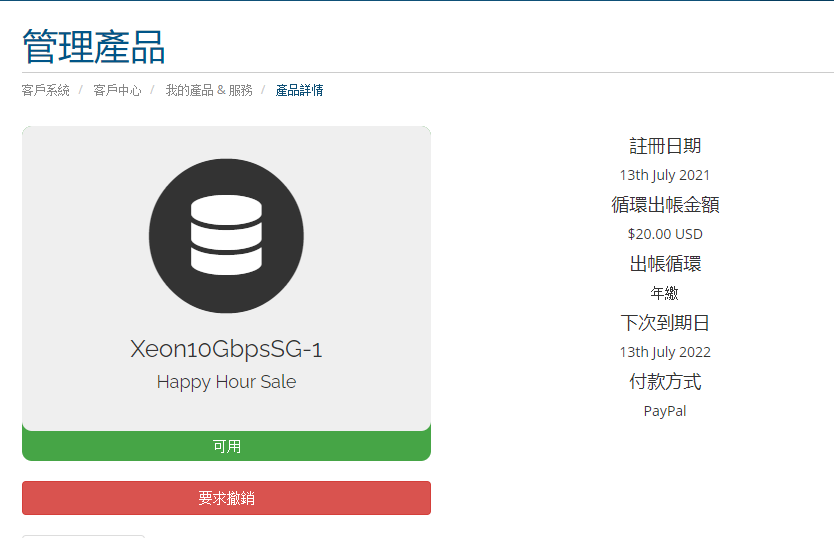 管理產品
客戶系統 / 客戶中心 / 我的產品 & 服務 / 產品詳情
Xeon10GbpsSG-1
Happy Hour Sale
可用
要求撤銷
註冊日期
13th July 2021
循環出帳金額
$20.00 USD
出帳循環
年繳
下次到期日
13th July 2022
付款方式
PayPal